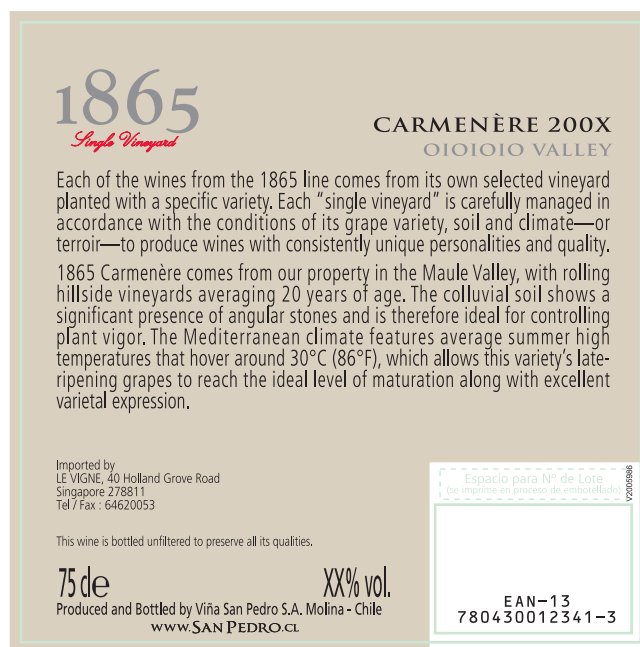 1865
Single Vineyard
CARMENÈRE 200X
OIOIOIO VALLEY
Each of the wines from the 1865 line comes from its own selected vineyard
planted with a specific variety. Each “single vineyard” is carefully managed in
accordance with the conditions of its grape variety, soil and climate—or
terroir—to produce wines with consistently unique personalities and quality.
1865 Carmenère comes from our property in the Maule Valley, with rolling
hillside vineyards averaging 20 years of age. The colluvial soil shows a
significant presence of angular stones and is therefore ideal for controlling
plant vigor. The Mediterranean climate features average summer high
temperatures that hover around 30°C (86°F), which allows this variety’s late-
ripening grapes to reach the ideal level of maturation along with excellent
varietal expression.
Imported by
LE VIGNE, 40 Holland Grove Road
Singapore 278811
Tel / Fax : 64620053
This wine is bottled unfiltered to preserve all its qualities.
75 de XX% vol.
Produced and Bottled by Viña San Pedro S.A. Molina - Chile
WWW.SAN PEDRO.CL
Espacio para Nº de Lote
(se imprime en proceso de embotellado)
V2005986
EAN-13
780430012341-3